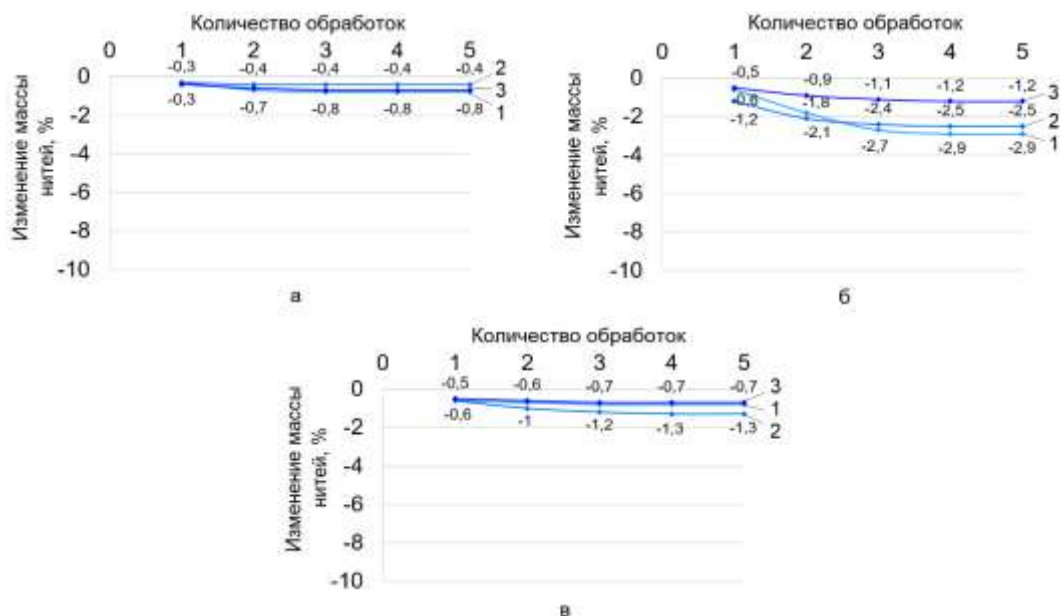 Количество обработок
0 1 2 3 4 5
Изменение массы
нитей, %
0
-2
-4
-6
-8
-10
-0,3 -0,4 -0,4 -0,4 -0,4
-0,3 -0,7 -0,8 -0,8 -0,8
2
3
1
а
Количество обработок
0 1 2 3 4 5
Изменение массы
нитей, %
0
-2
-4
-6
-8
-10
-0,5 -0,9 -1,1 -1,2 -1,2
-0,6 -1,8 -2,4 -2,5 -2,5
-1,2 -2,1 -2,7 -2,9 -2,9
3
2
1
б
Количество обработок
0 1 2 3 4 5
Изменение массы
нитей, %
0
-2
-4
-6
-8
-10
-0,5 -0,6 -0,7 -0,7 -0,7
-0,6 -1 -1,2 -1,3 -1,3
3
1
2
в